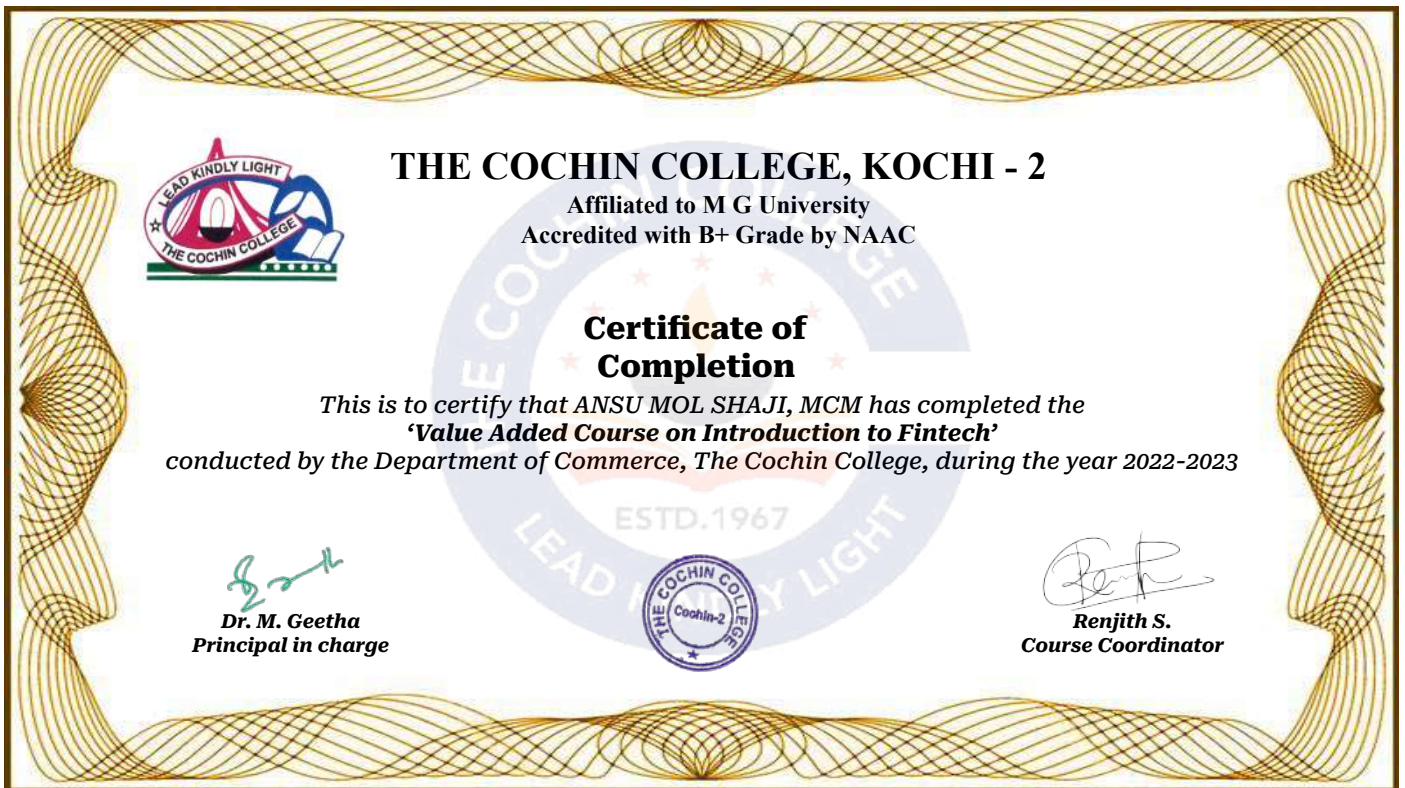 LEAD KINDLY LIGHT
THE COCHIN COLLEGE
THE COCHIN COLLEGE, KOCHI - 2
Affiliated to M G University
Accredited with B+ Grade by NAAC
THE COCHIN COLLEGE
Certificate of
Completion
This is to certify that ANSU MOL SHAJI, MCM has completed the
‘Value Added Course on Introduction to Fintech’
conducted by the Department of Commerce, The Cochin College, during the year 2022-2023
ESTD.1967
LEAD KINDLY LIGHT
Dr. M. Geetha
Principal in charge
THE COCHIN COLLEGE
Cochin-2
Renjith S.
Course Coordinator